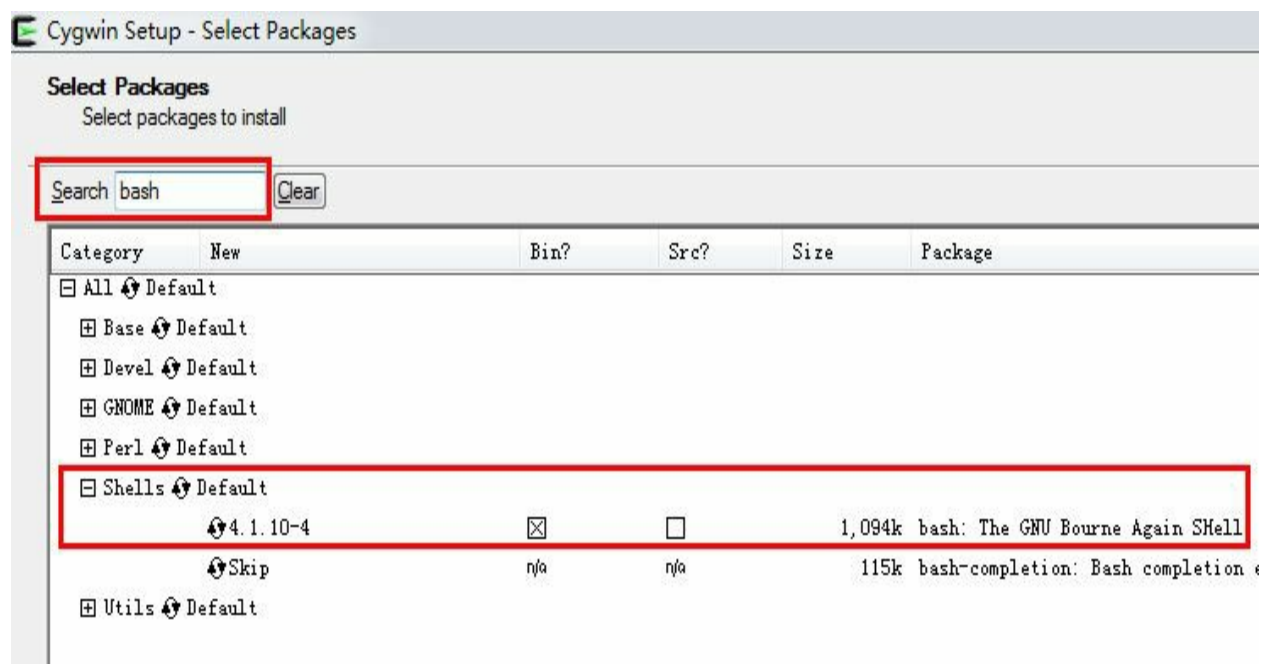 Cygwin Setup - Select Packages
Select Packages
Select packages to install
Search bash Clear
Category New Bin? Src? Size Package
All Default
Base Default
Devel Default
GNOME Default
Perl Default
Shells Default
4.1.10-4 1,094k bash: The GNU Bourne Again SHell
Skip n/a n/a 115k bash-completion: Bash completion
Utils Default